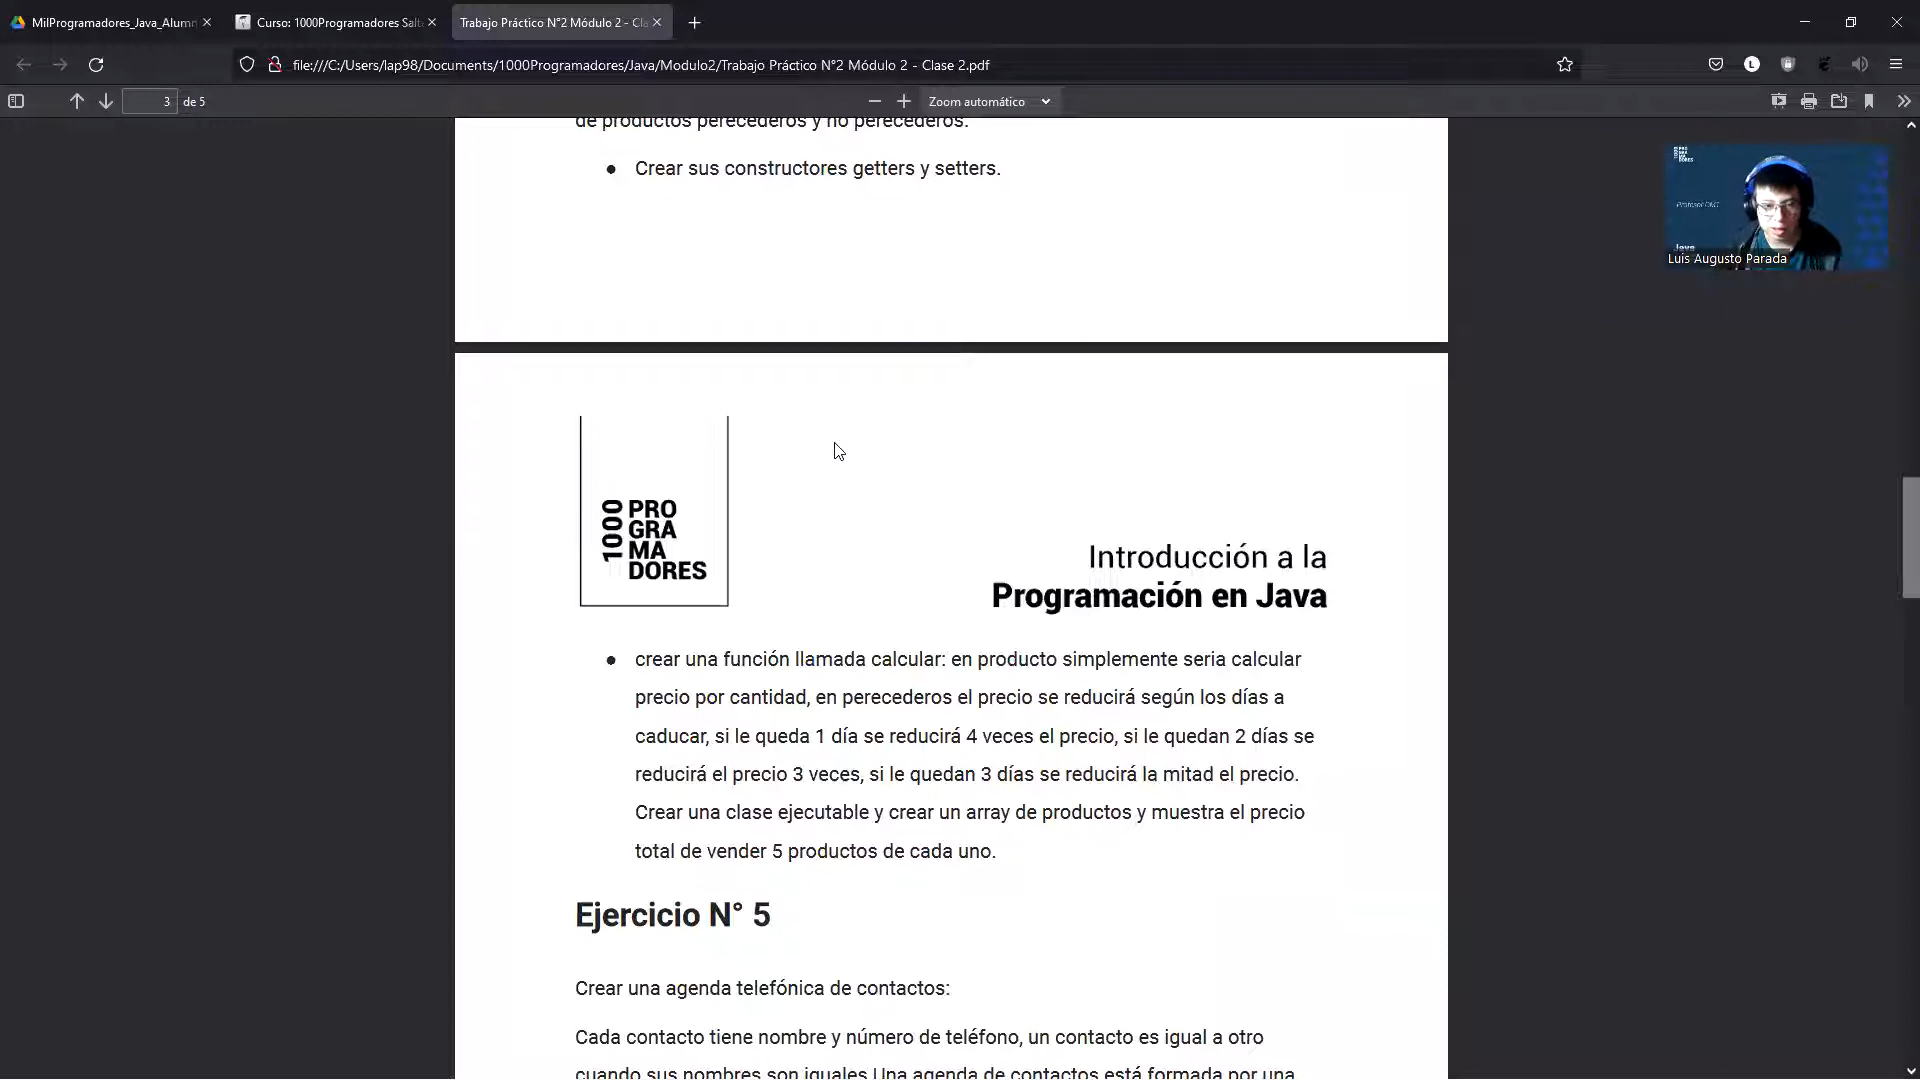 MilProgramadores_Java_Alumn
Curso: 1000Programadores Salt
Trabajo Práctico N°2 Módulo 2 - Cla
file:///C:/Users/lap98/Documents/1000Programadores/Java/Modulo2/Trabajo Práctico N°2 Módulo 2 - Clase 2.pdf
3 de 5
Zoom automático
de productos perecederos y no perecederos.
● Crear sus constructores getters y setters.
Profesor DMT
Java
Luis Augusto Parada
1000
PRO
GRA
MA
DORES
Introducción a la
Programación en Java
● crear una función llamada calcular: en producto simplemente seria calcular
precio por cantidad, en perecederos el precio se reducirá según los días a
caducar, si le queda 1 día se reducirá 4 veces el precio, si le quedan 2 días se
reducirá el precio 3 veces, si le quedan 3 días se reducirá la mitad el precio.
Crear una clase ejecutable y crear un array de productos y muestra el precio
total de vender 5 productos de cada uno.
Ejercicio N° 5
Crear una agenda telefónica de contactos:
Cada contacto tiene nombre y número de teléfono, un contacto es igual a otro
cuando sus nombres son iguales.Una agenda de contactos está formada por una